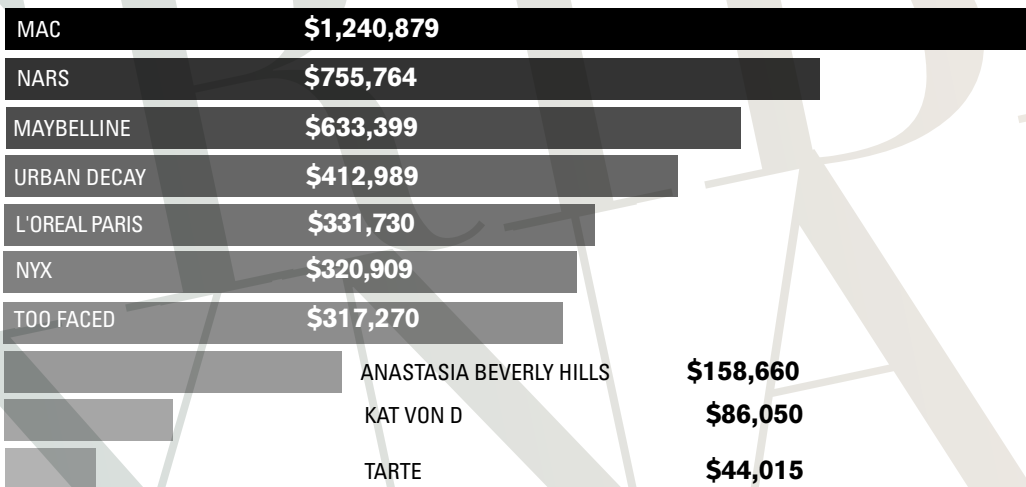 MAC $1,240,879
NARS $755,764
MAYBELLINE $633,399
URBAN DECAY $412,989
L'OREAL PARIS $331,730
NYX $320,909
TOO FACED $317,270
ANASTASIA BEVERLY HILLS $158,660
KAT VON D $86,050
TARTE $44,015